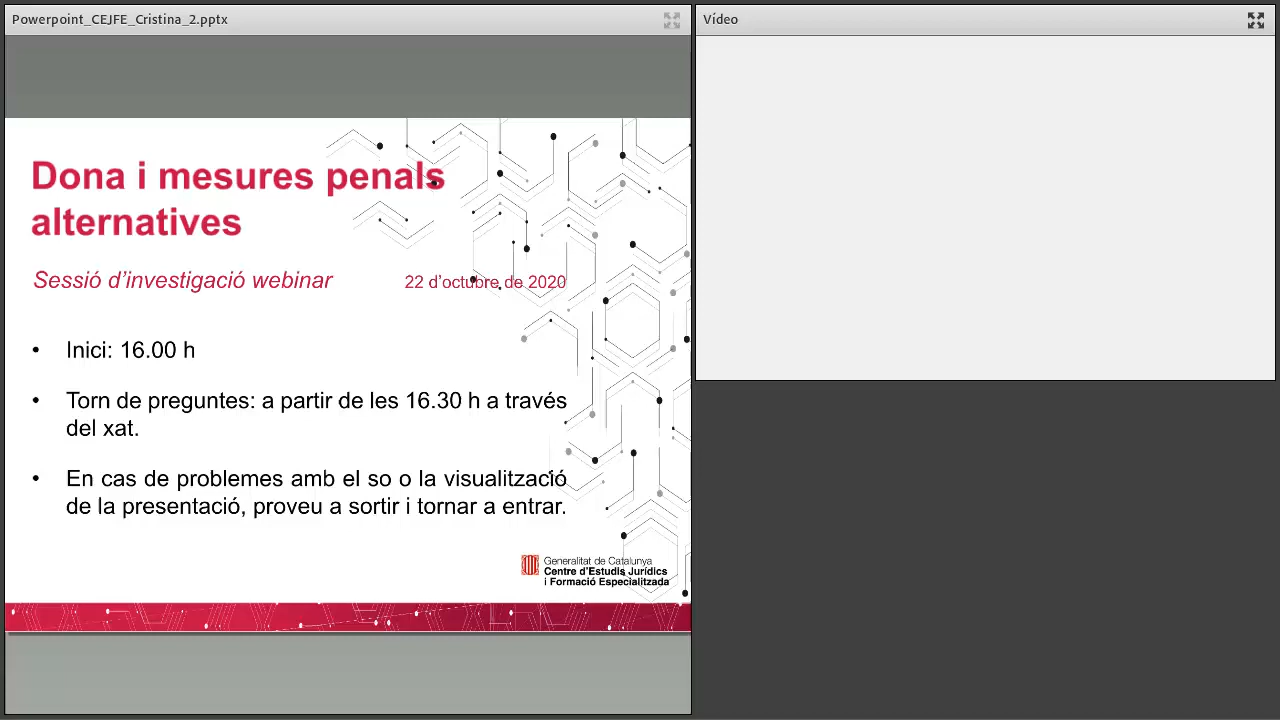 Powerpoint_CEJFE_Cristina_2.pptx
Vídeo
Dona i mesures penals
alternatives
Sessió d’investigació webinar
22 d’octubre de 2020
• Inici: 16.00 h
• Torn de preguntes: a partir de les 16.30 h a través
del xat.
• En cas de problemes amb el so o la visualització
de la presentació, proveu a sortir i tornar a entrar.
Generalitat de Catalunya
Centre d’Estudis Jurídics
i Formació Especialitzada